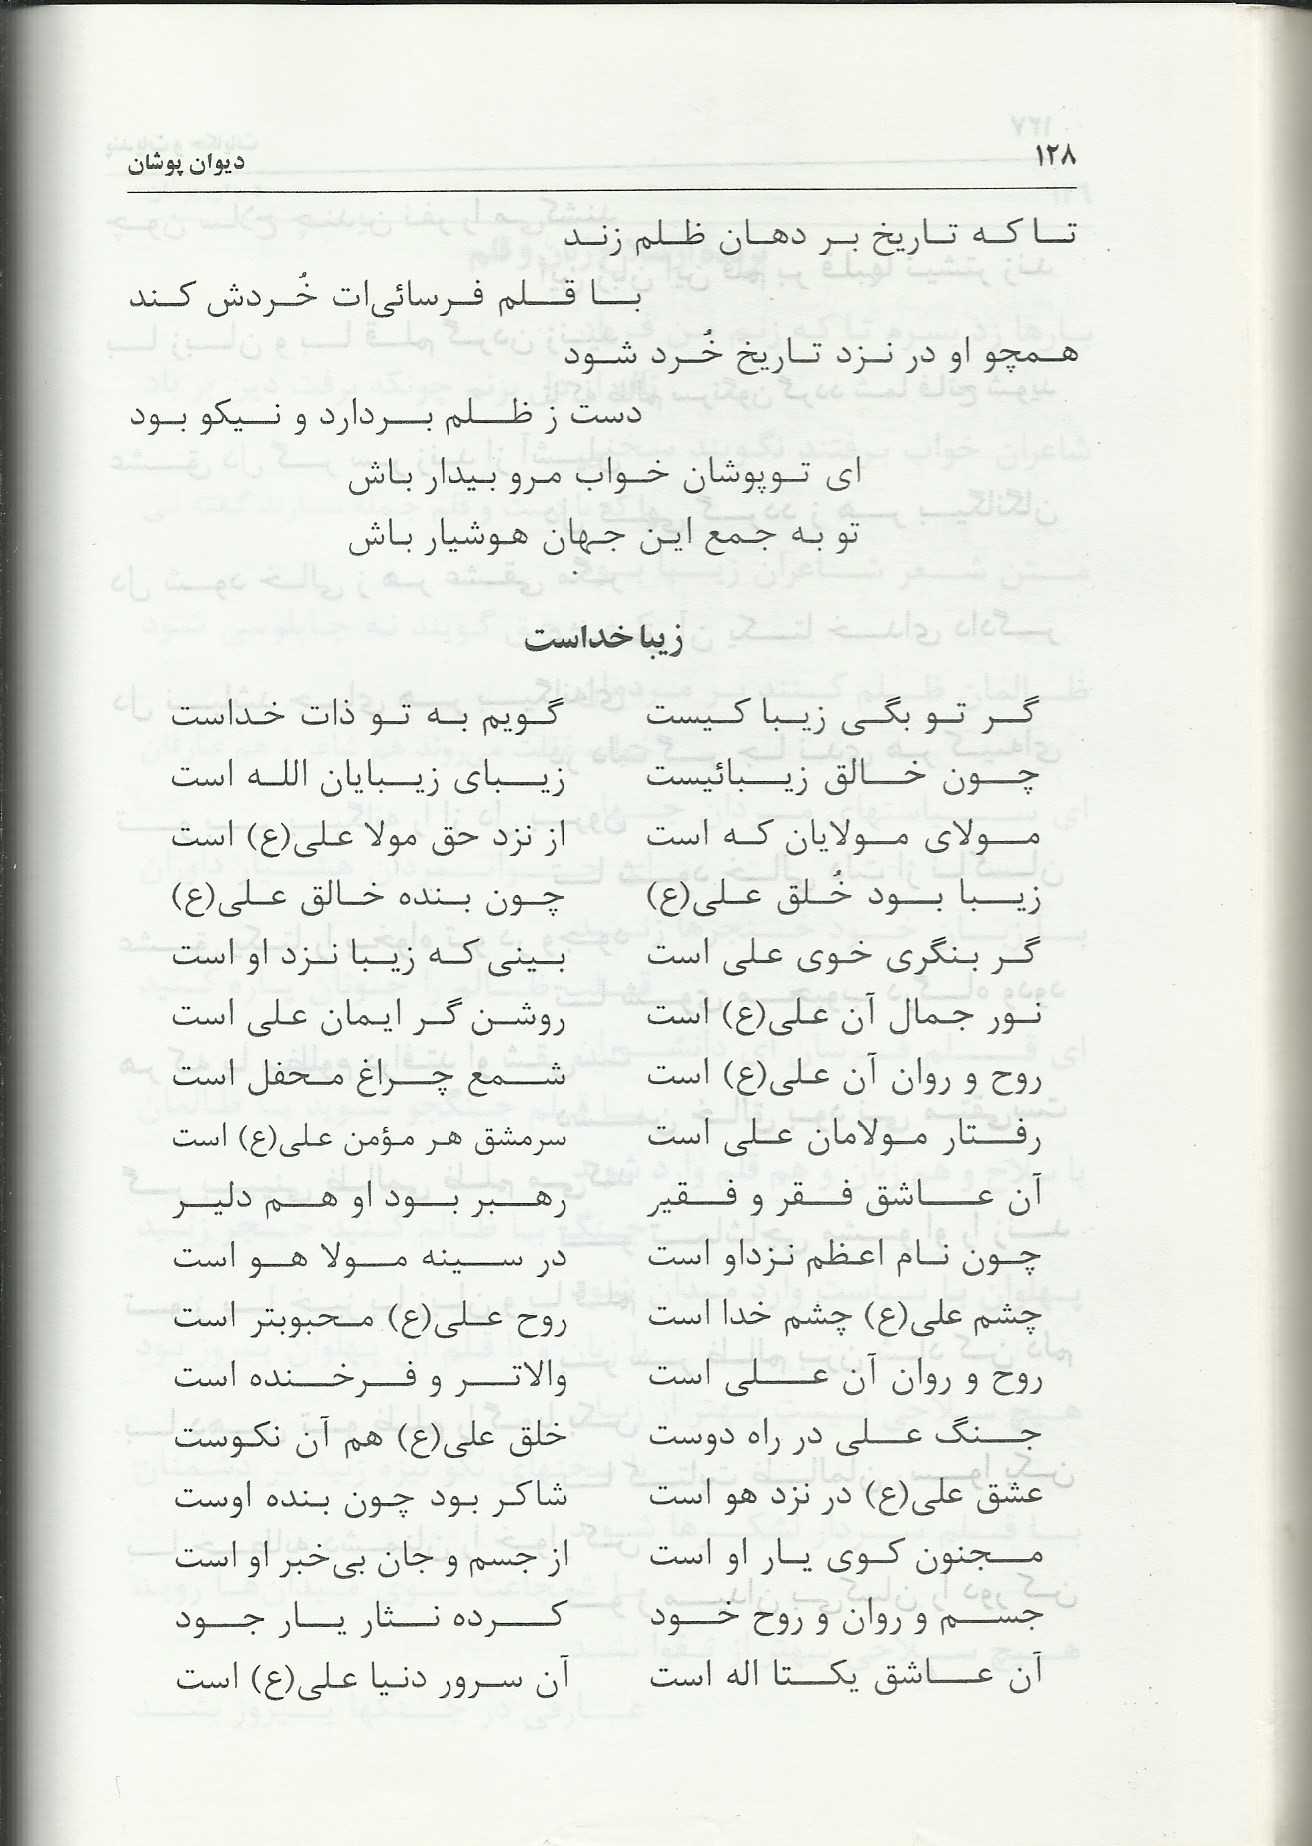 ۱۲۸ دیوان پوشان
تا که تاریخ بر دهان ظلم زند
با قلم فرسائی‌ات خُردش کند
همچو او در نزد تاریخ خُرد شود
دست ز ظلم بردارد و نیکو بود
ای تو پوشان خواب مرو بیدار باش
تو به جمع این جهان هوشیار باش
زیبا خداست
گر تو بگی زیبا کیست گویم به تو ذات خداست
چون خالق زیبائیست زیبای زیبایان الله است
مولای مولایان که است از نزد حق مولا علی(ع) است
زیبا بود خُلق علی(ع) چون بنده خالق علی(ع)
گر بنگری خوی علی است بینی که زیبا نزد او است
نور جمال آن علی(ع) است روشن گر ایمان علی است
روح و روان آن علی(ع) است شمع چراغ محفل است
رفتار مولامان علی است سرمشق هر مؤمن علی(ع) است
آن عاشق فقر و فقیر رهبر بود او هم دلیر
چون نام اعظم نزداو است در سینه مولا هو است
چشم علی(ع) چشم خدا است روح علی(ع) محبوبتر است
روح و روان آن علی است والاتر و فرخنده است
جنگ علی در راه دوست خلق علی(ع) هم آن نکوست
عشق علی(ع) در نزد هو است شاکر بود چون بنده اوست
مجنون کوی یار او است از جسم و جان بی‌خبر او است
جسم و روان و روح خود کرده نثار یار جود
آن عاشق یکتا اله است آن سرور دنیا علی(ع) است